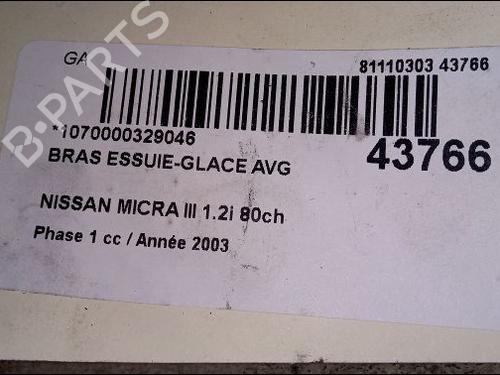 GA
81110303 43766
*1070000329046
43766
BRAS ESSUIE-GLACE AVG
NISSAN MICRA III 1.2i 80ch
Phase 1 cc / Année 2003
B-PARTS